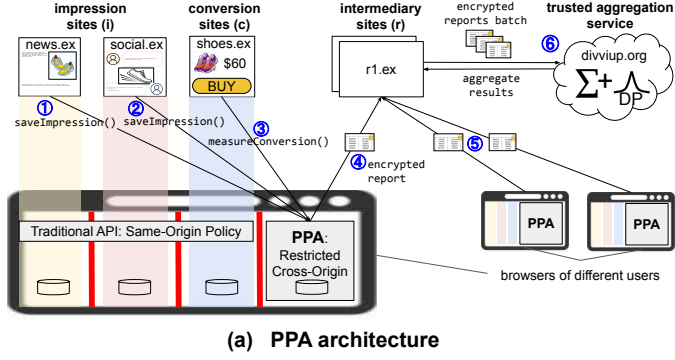 impression
sites (i)
conversion
sites (c)
intermediary
sites (r)
encrypted
reports batch
trusted aggregation
service
news.ex
social.ex
shoes.ex
$60
BUY
r1.ex
aggregate
results
⑥
divviup.org
Σ+
DP
①
saveImpression()
②
saveImpression()
③
measureConversion()
④
encrypted
report
⑤
Traditional API: Same-Origin Policy
PPA:
Restricted
Cross-Origin
PPA
PPA
browsers of different users
(a) PPA architecture